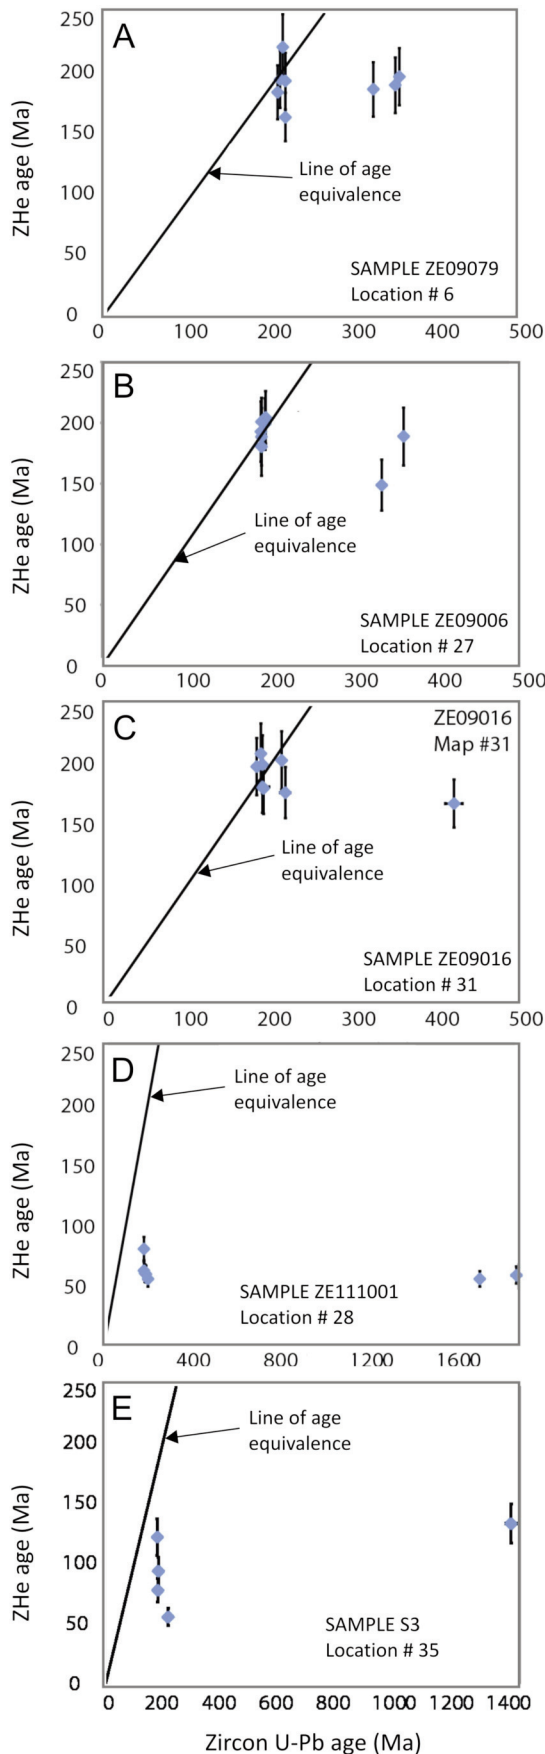 A
250
200
150
100
50
0
ZHe age (Ma)
Line of age
equivalence
SAMPLE ZE09079
Location # 6
0 100 200 300 400 500
B
250
200
150
100
50
0
ZHe age (Ma)
Line of age
equivalence
SAMPLE ZE09006
Location # 27
0 100 200 300 400 500
C
250
200
150
100
50
0
ZHe age (Ma)
ZE09016
Map #31
Line of age
equivalence
SAMPLE ZE09016
Location # 31
0 100 200 300 400 500
D
250
200
150
100
50
0
ZHe age (Ma)
Line of age
equivalence
SAMPLE ZE111001
Location # 28
0 400 800 1200 1600
E
250
200
150
100
50
0
ZHe age (Ma)
Line of age
equivalence
SAMPLE S3
Location # 35
0 200 400 600 800 1000 1200 1400
Zircon U-Pb age (Ma)